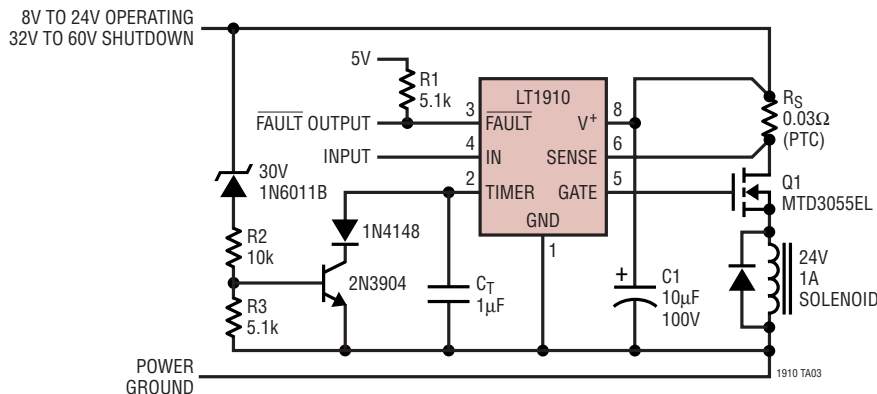 8V TO 24V OPERATING
32V TO 60V SHUTDOWN
5V
R1
5.1k
LT1910
RS
0.03Ω
(PTC)
FAULT OUTPUT
3
FAULT
V+
8
INPUT
4
IN
SENSE
6
30V
1N6011B
2
TIMER
GATE
5
Q1
MTD3055EL
GND
1
1N4148
R2
10k
2N3904
CT
1µF
+
C1
10µF
100V
24V
1A
SOLENOID
R3
5.1k
POWER
GROUND
1910 TA03